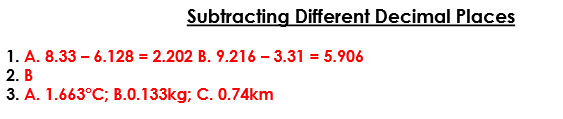 Subtracting Different Decimal Places
1. A. 8.33 – 6.128 = 2.202 B. 9.216 – 3.31 = 5.906
2. B
3. A. 1.663°C; B.0.133kg; C. 0.74km